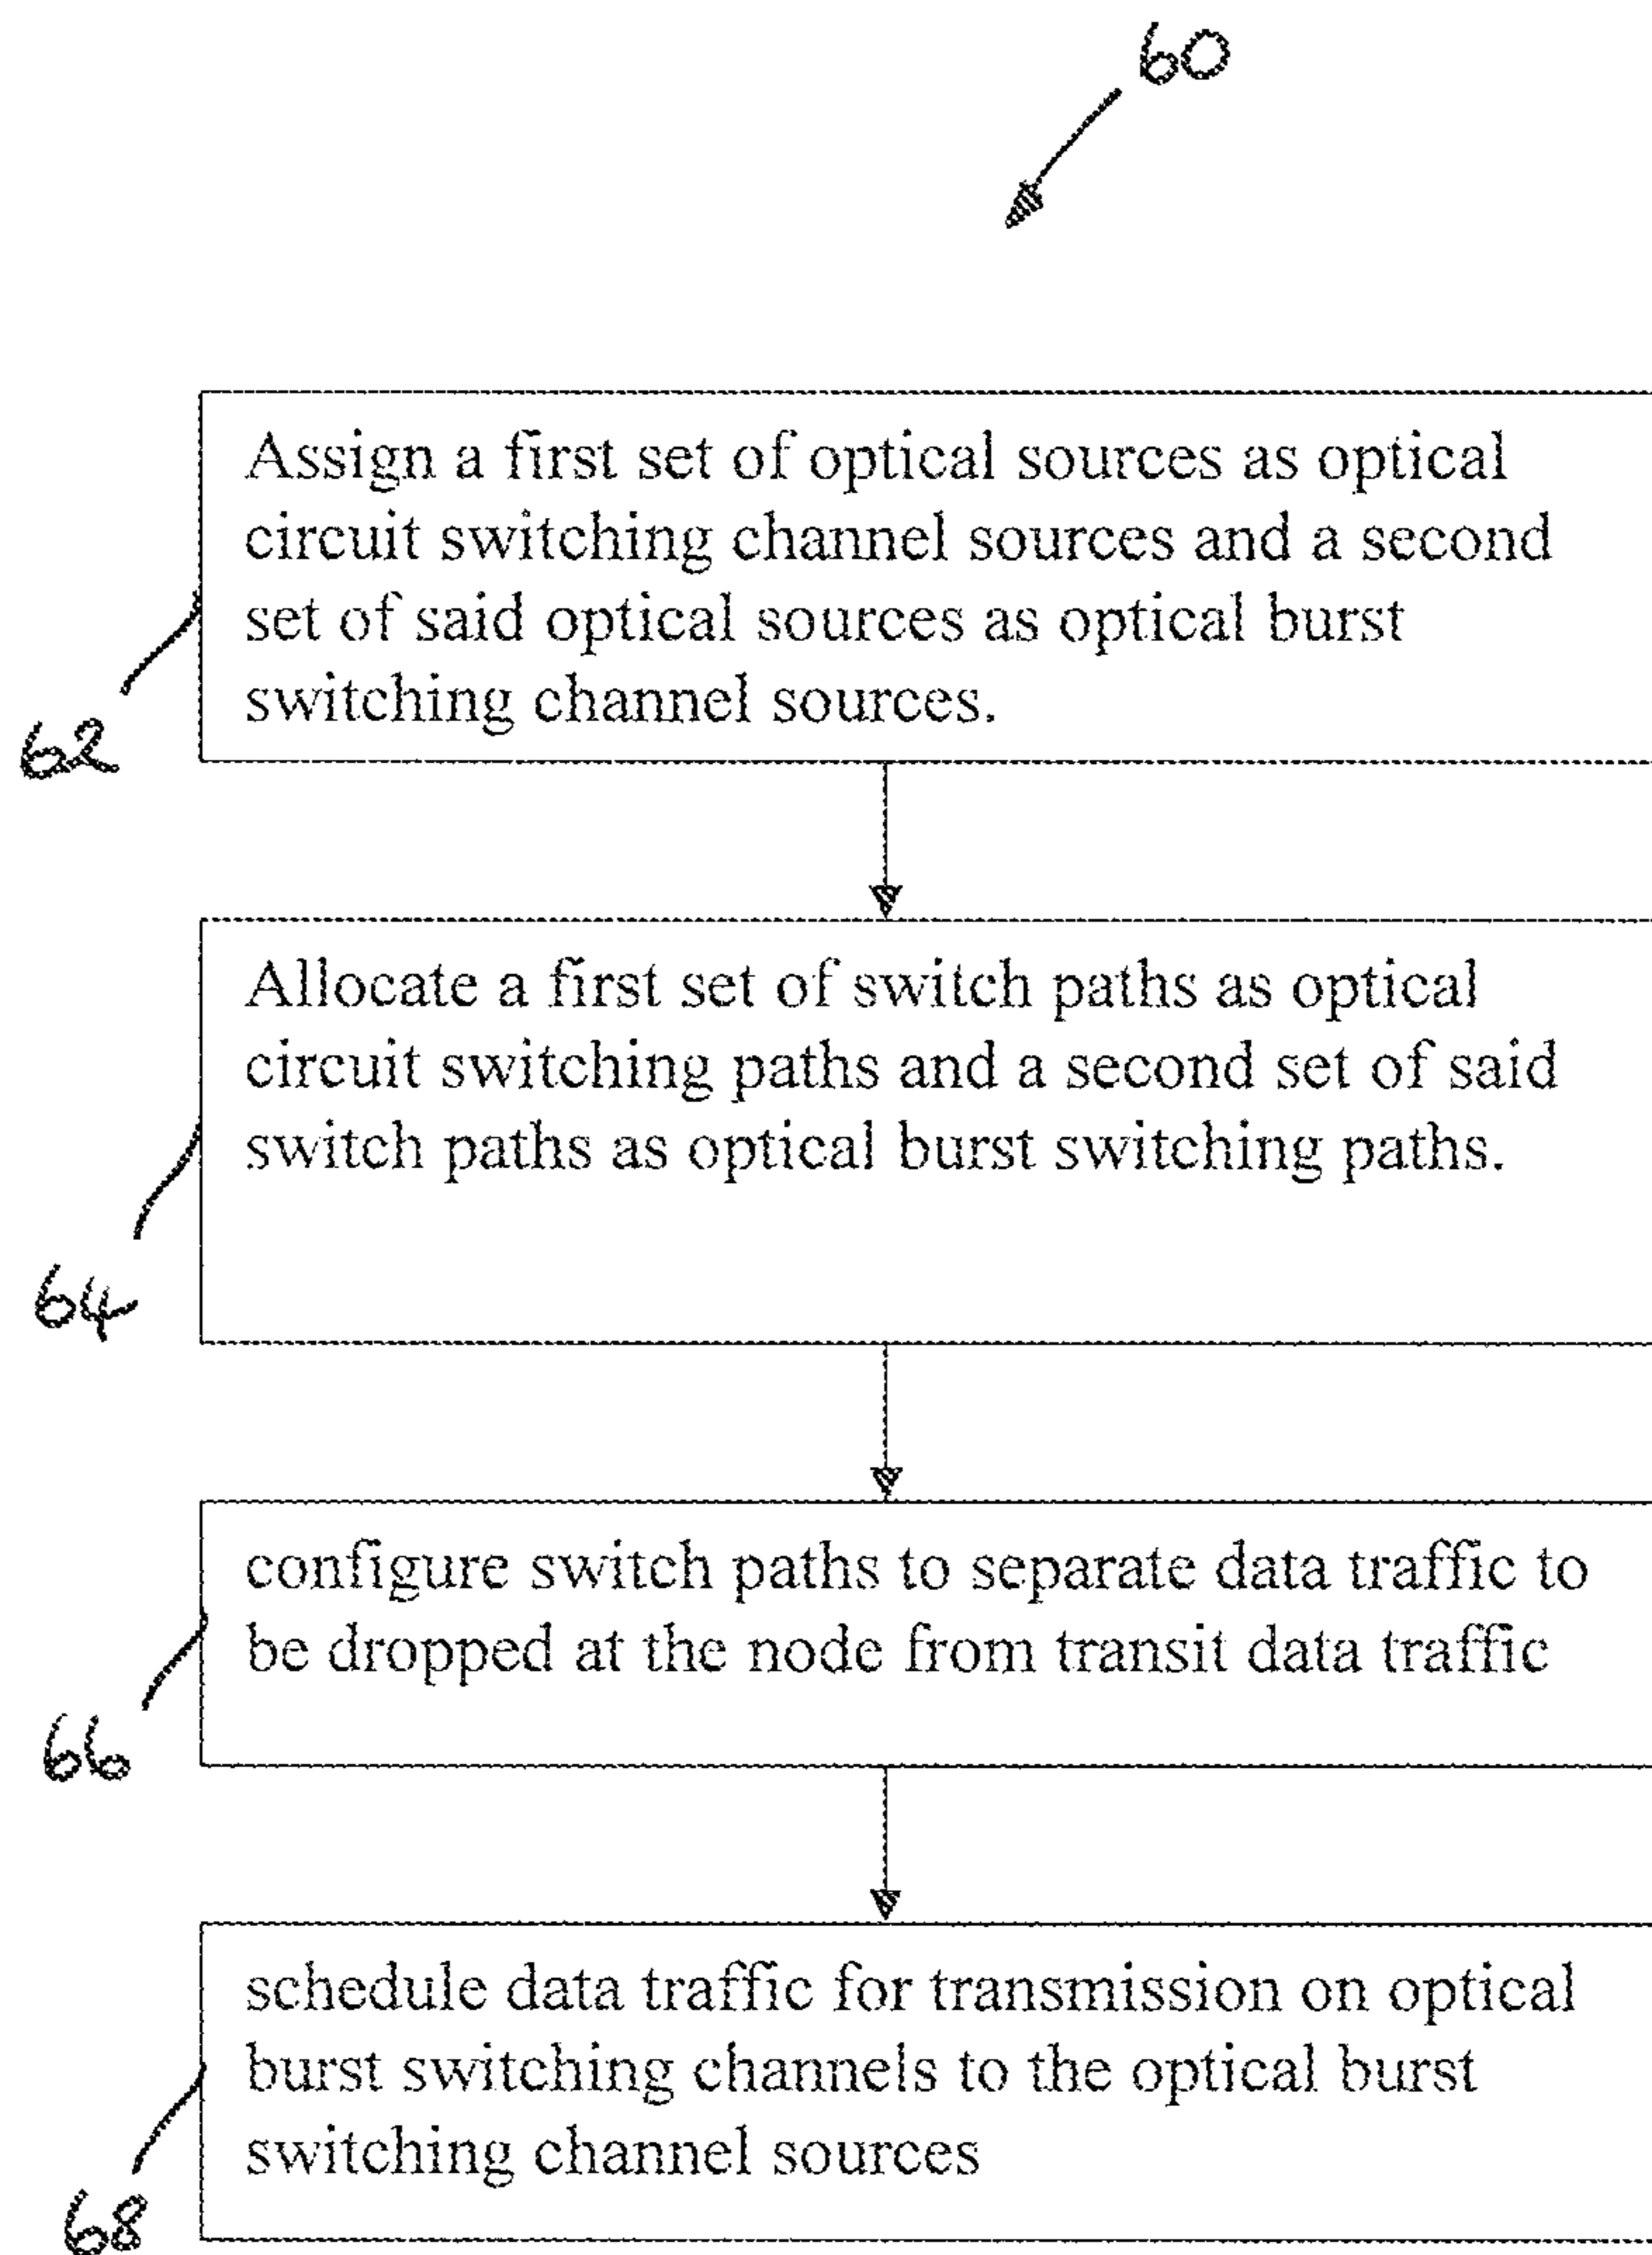 60
Assign a first set of optical sources as optical
circuit switching channel sources and a second
set of said optical sources as optical burst
switching channel sources.
62
Allocate a first set of switch paths as optical
circuit switching paths and a second set of said
switch paths as optical burst switching paths.
64
configure switch paths to separate data traffic to
be dropped at the node from transit data traffic
66
schedule data traffic for transmission on optical
burst switching channels to the optical burst
switching channel sources
68